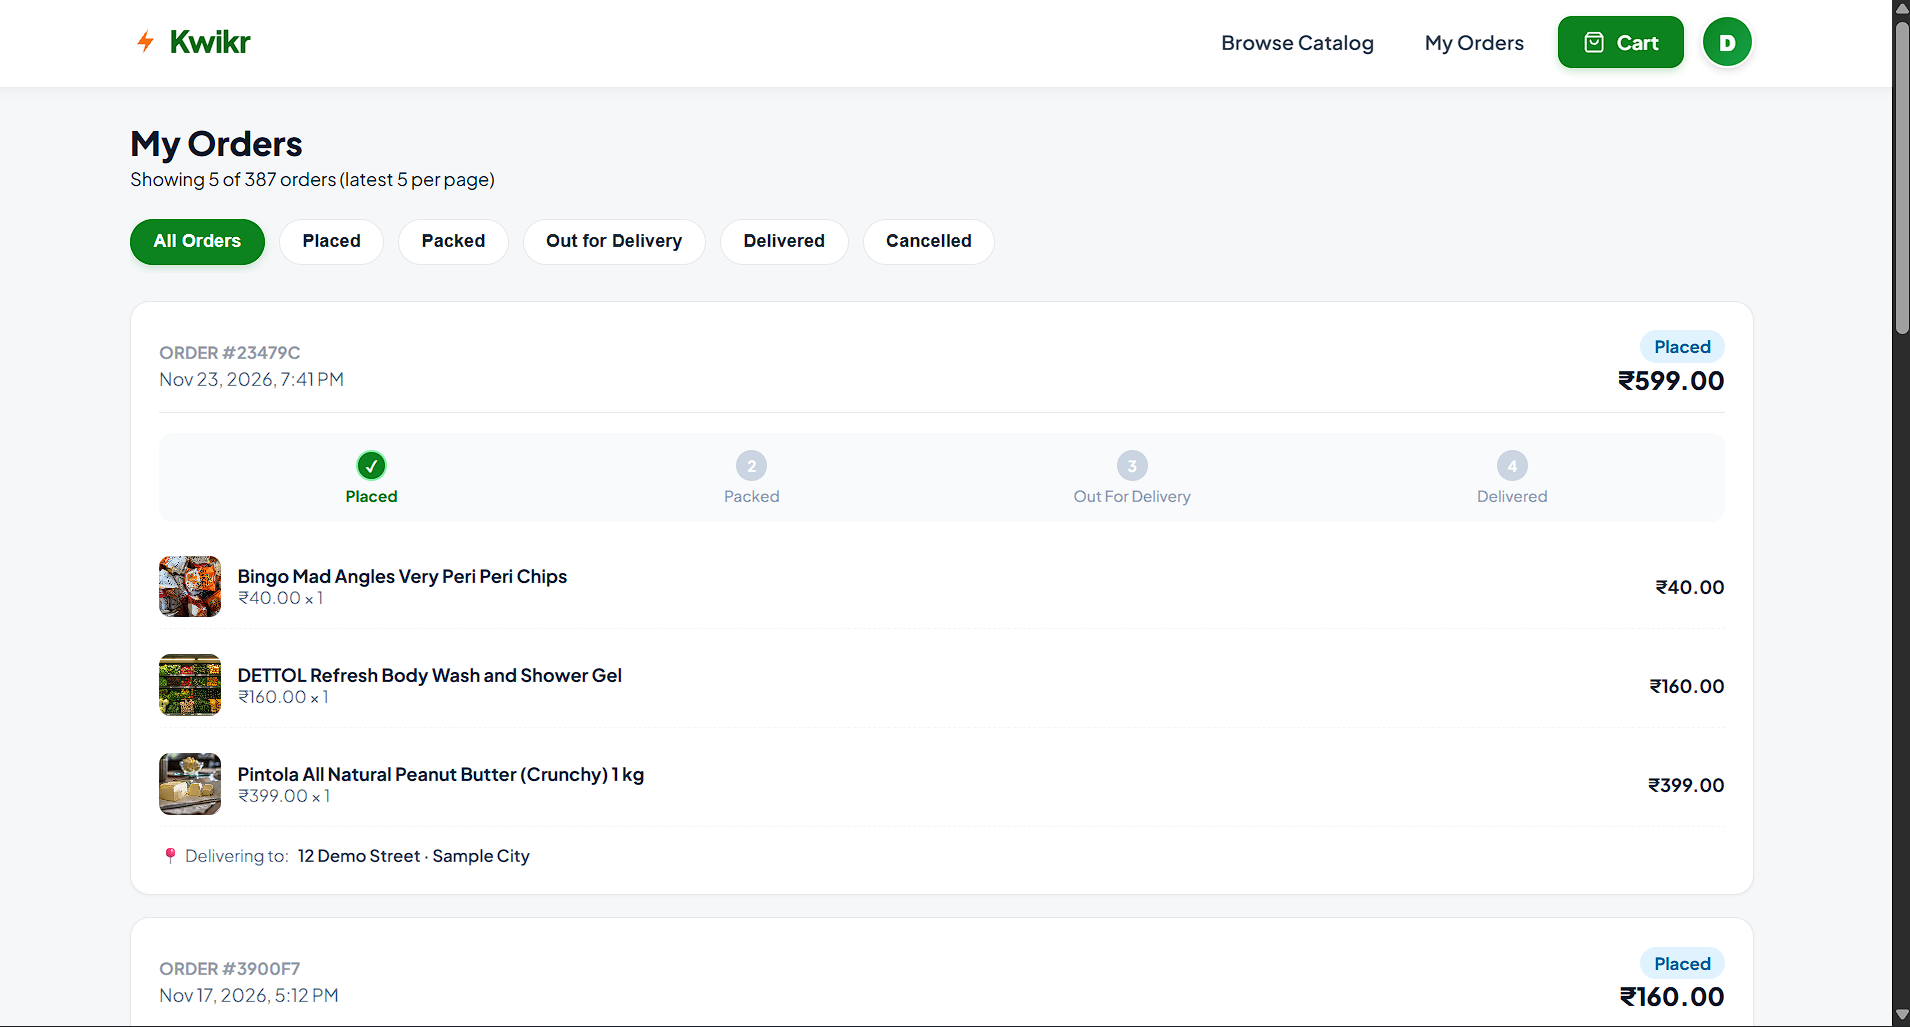 Kwikr
Browse Catalog
My Orders
Cart
D
My Orders
Showing 5 of 387 orders (latest 5 per page)
All Orders
Placed
Packed
Out for Delivery
Delivered
Cancelled
ORDER #23479C
Placed
Nov 23, 2026, 7:41 PM
₹599.00
✓
2
3
4
Placed
Packed
Out For Delivery
Delivered
Bingo Mad Angles Very Peri Peri Chips
₹40.00 × 1
₹40.00
DETTOL Refresh Body Wash and Shower Gel
₹160.00 × 1
₹160.00
Pintola All Natural Peanut Butter (Crunchy) 1 kg
₹399.00 × 1
₹399.00
📍 Delivering to: 12 Demo Street · Sample City
ORDER #3900F7
Placed
Nov 17, 2026, 5:12 PM
₹160.00